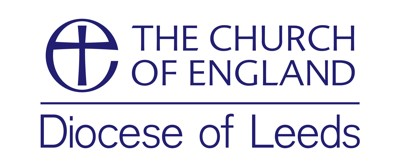 THE CHURCH
OF ENGLAND
Diocese of Leeds